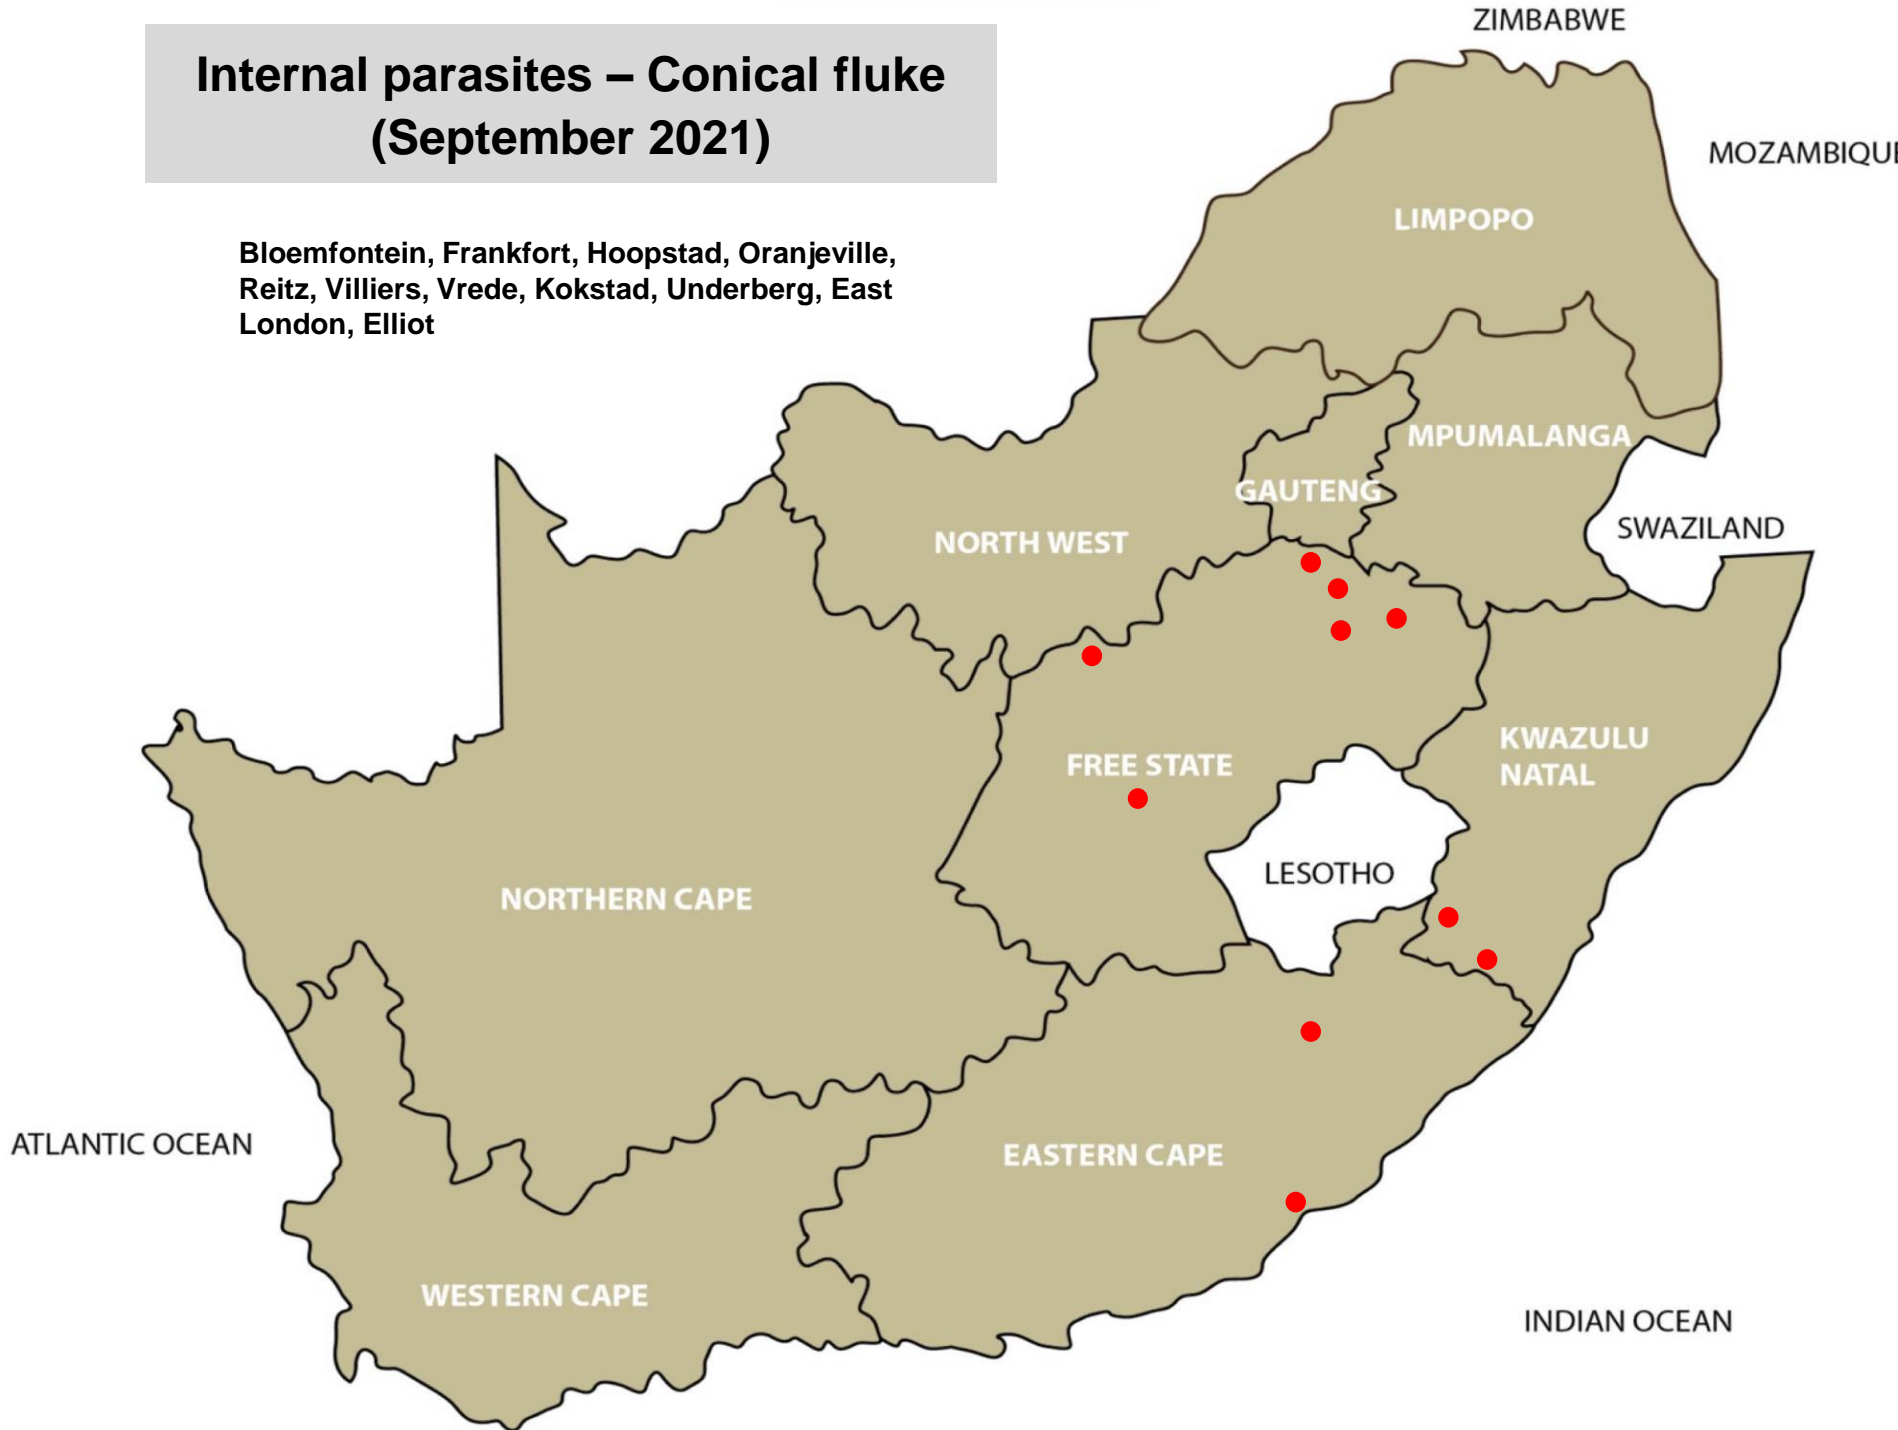 ZIMBABWE
Internal parasites – Conical fluke
(September 2021)
MOZAMBIQUE
LIMPOPO
Bloemfontein, Frankfort, Hoopstad, Oranjeville,
Reitz, Villiers, Vrede, Kokstad, Underberg, East
London, Elliot
MPUMALANGA
GAUTENG
SWAZILAND
NORTH WEST
KWAZULU
NATAL
FREE STATE
LESOTHO
NORTHERN CAPE
ATLANTIC OCEAN
EASTERN CAPE
WESTERN CAPE
INDIAN OCEAN